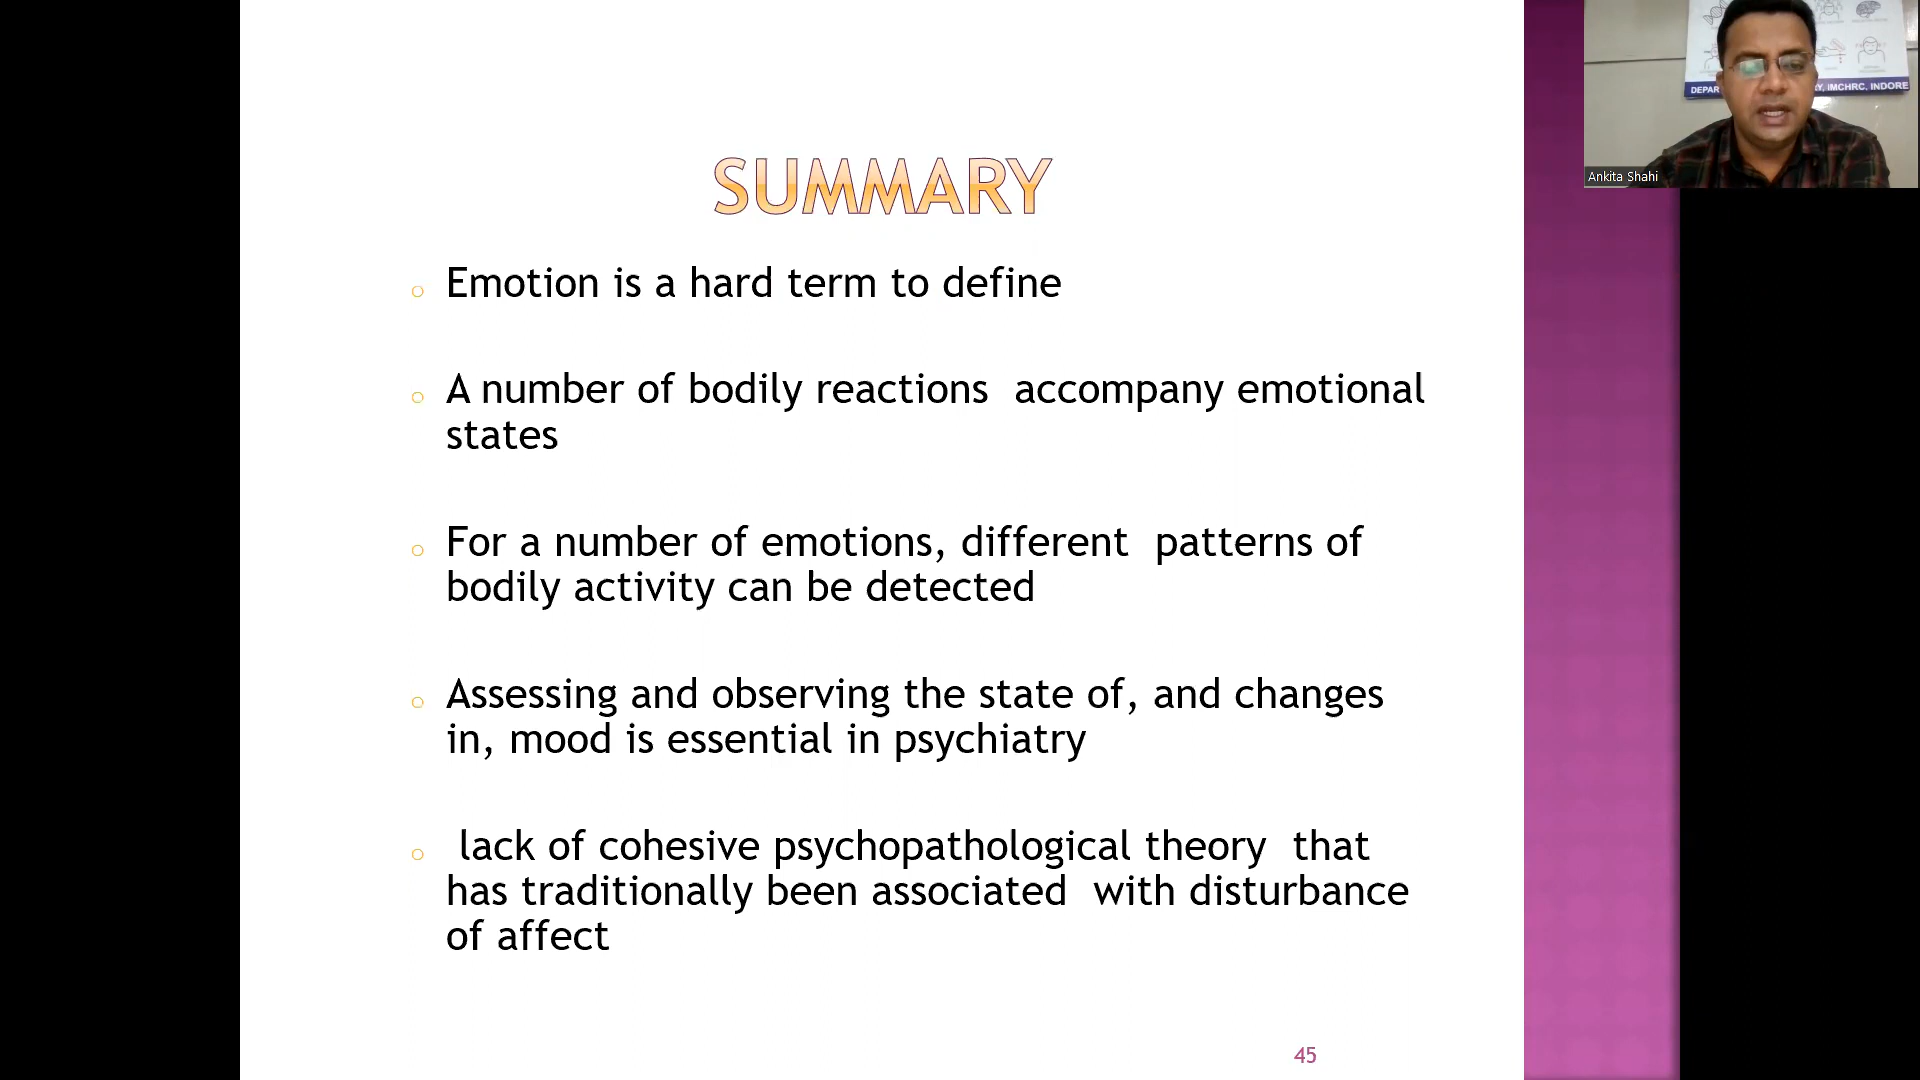 SUMMARY
Emotion is a hard term to define
A number of bodily reactions accompany emotional
states
For a number of emotions, different patterns of
bodily activity can be detected
Assessing and observing the state of, and changes
in, mood is essential in psychiatry
lack of cohesive psychopathological theory that
has traditionally been associated with disturbance
of affect
45
DEPAR Y, IMCHRC. INDORE
Ankita Shahi